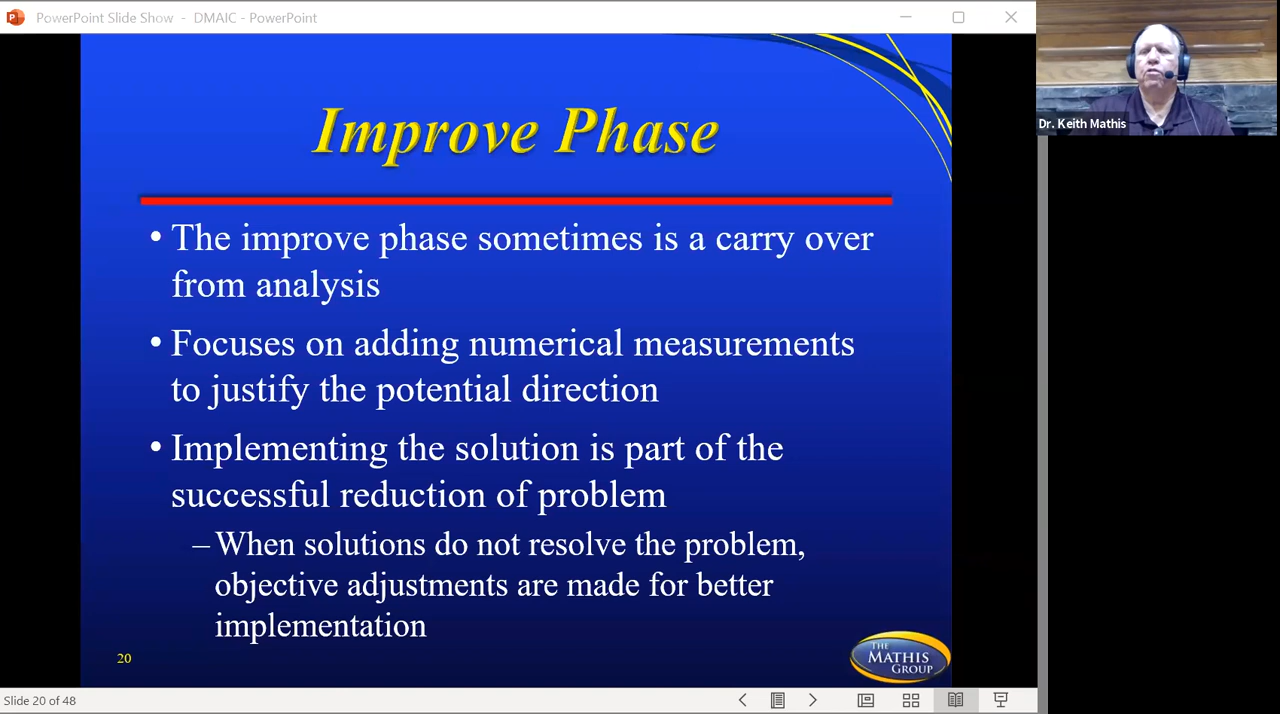 PowerPoint Slide Show - DMAIC - PowerPoint
Dr. Keith Mathis
Improve Phase
• The improve phase sometimes is a carry over
from analysis
• Focuses on adding numerical measurements
to justify the potential direction
• Implementing the solution is part of the
successful reduction of problem
– When solutions do not resolve the problem,
objective adjustments are made for better
implementation
20
THE
MATHIS
GROUP
Slide 20 of 48